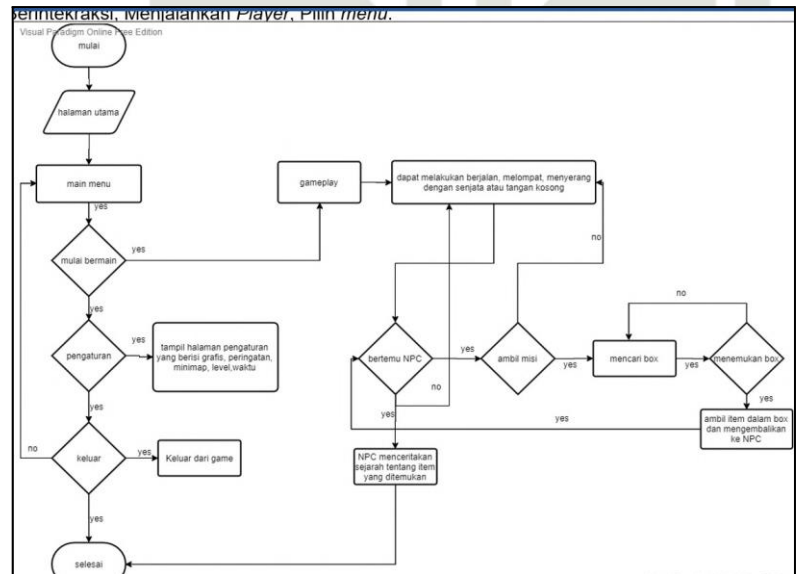 Berintekraksi, Menjalankan Player, Pilih menu.
Visual Paradigm Online Free Edition
mulai
halaman utama
main menu
yes
mulai bermain
yes
yes
pengaturan
yes
tampil halaman pengaturan
yang berisi grafis, peringatan,
minimap, level,waktu
yes
keluar
no
yes
Keluar dari game
yes
selesai
gameplay
dapat melakukan berjalan, melompat, menyerang
dengan senjata atau tangan kosong
no
bertemu NPC
yes
no
yes
ambil misi
yes
mencari box
yes
no
menemukan box
yes
ambil item dalam box
dan mengembalikan
ke NPC
yes
NPC menceritakan
sejarah tentang item
yang ditemukan